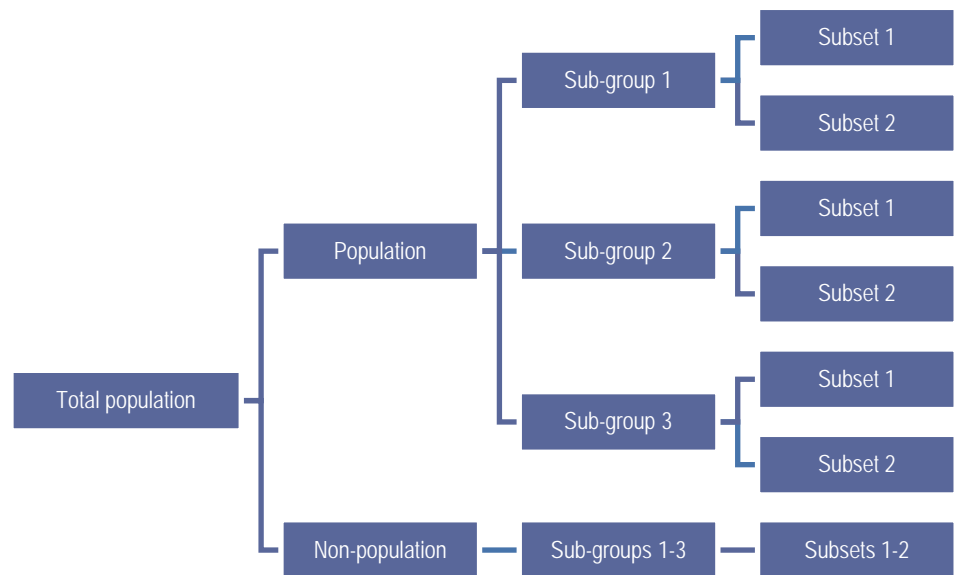 Total population
Population
Sub-group 1
Subset 1
Subset 2
Sub-group 2
Subset 1
Subset 2
Sub-group 3
Subset 1
Subset 2
Non-population
Sub-groups 1-3
Subsets 1-2